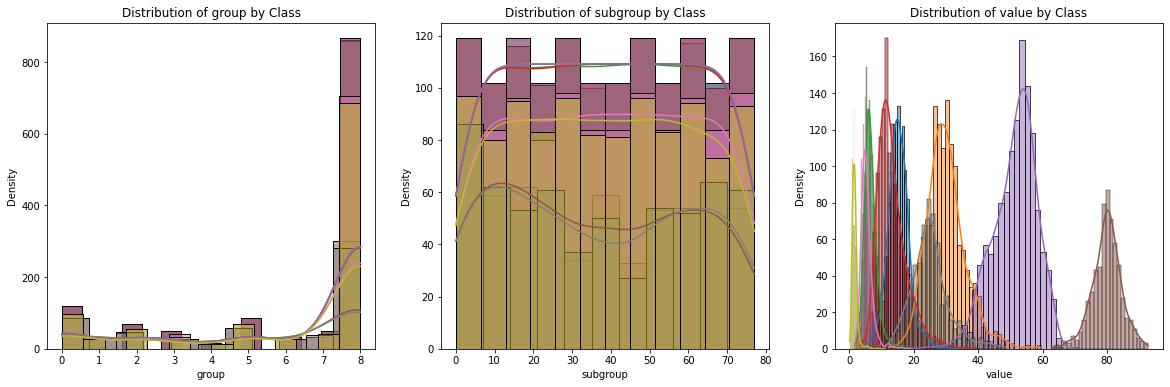 Distribution of group by Class
Density
800
600
400
200
0
0 1 2 3 4 5 6 7 8
group
Distribution of subgroup by Class
Density
120
100
80
60
40
20
0
0 10 20 30 40 50 60 70 80
subgroup
Distribution of value by Class
Density
160
140
120
100
80
60
40
20
0
0 20 40 60 80
value